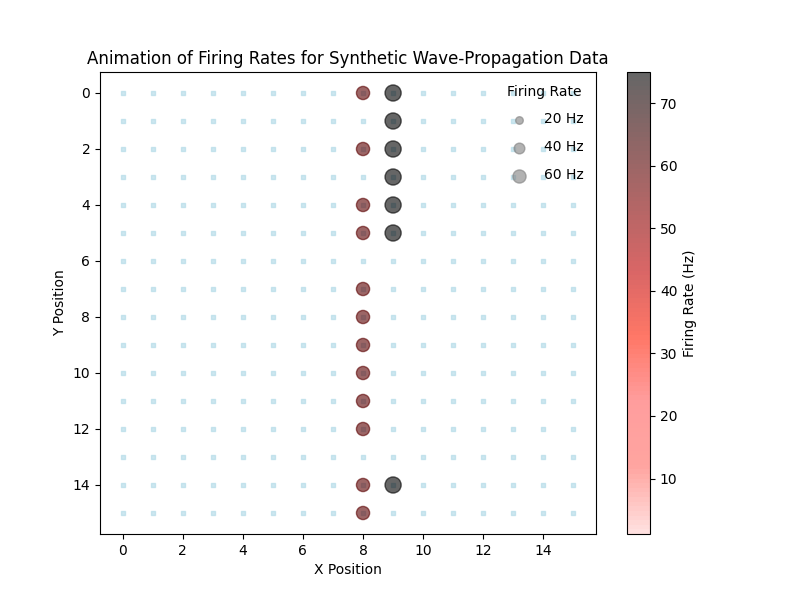 Animation of Firing Rates for Synthetic Wave-Propagation Data
Firing Rate
20 Hz
40 Hz
60 Hz
0
2
4
6
8
10
12
14
Y Position
0 2 4 6 8 10 12 14
X Position
70
60
50
40
30
20
10
Firing Rate (Hz)